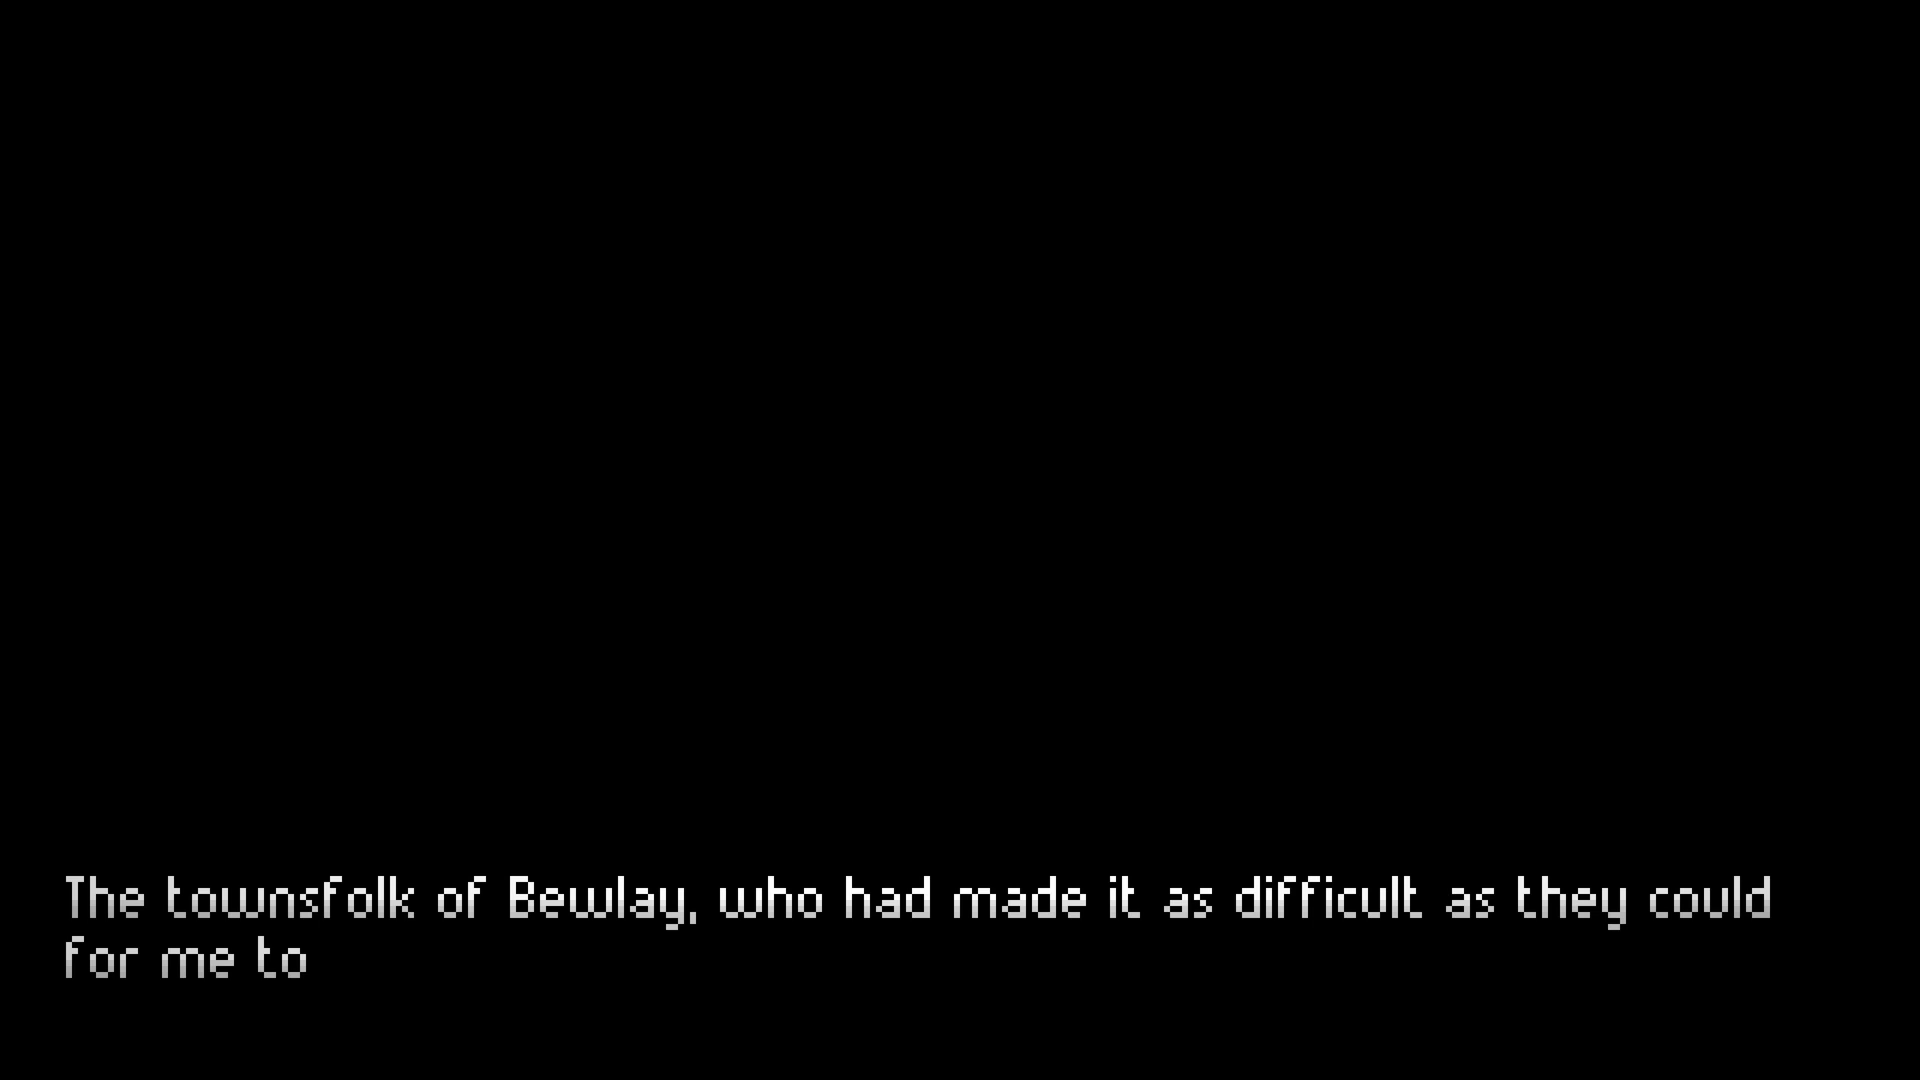 The townsfolk of Bewlay, who had made it as difficult as they could
for me to